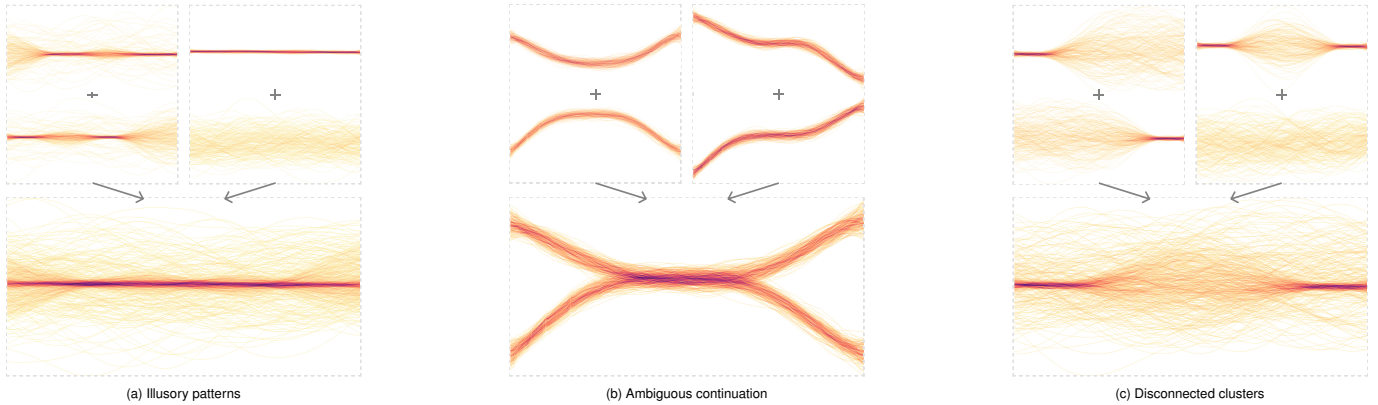 (a) Illusory patterns
(b) Ambiguous continuation
(c) Disconnected clusters